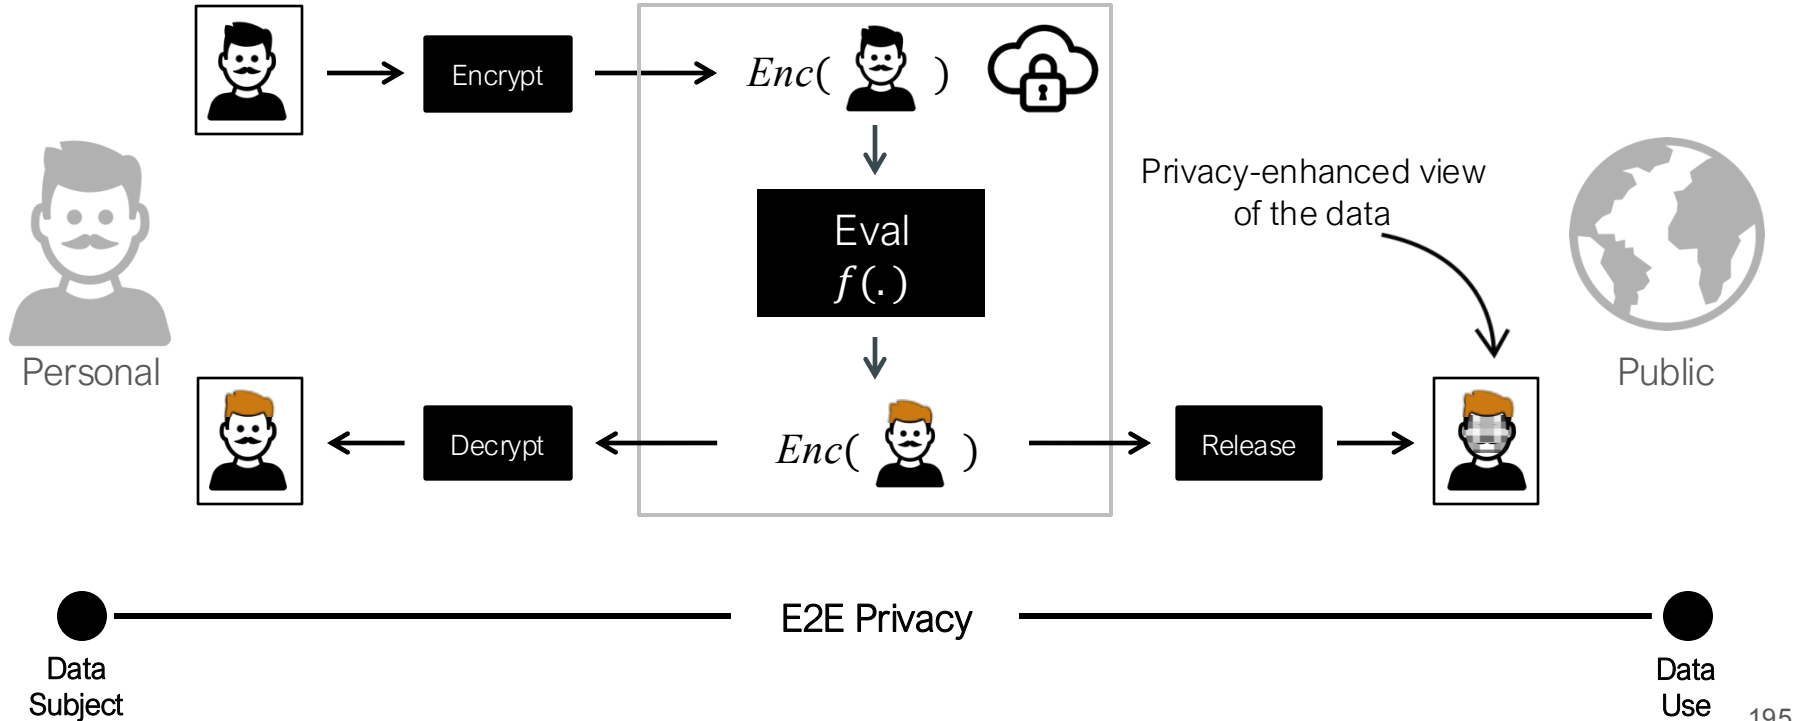 Encrypt
Enc( )
Eval
f (. )
Privacy-enhanced view
of the data
Personal
Public
Decrypt
Enc( )
Release
E2E Privacy
Data
Subject
Data
Use
195